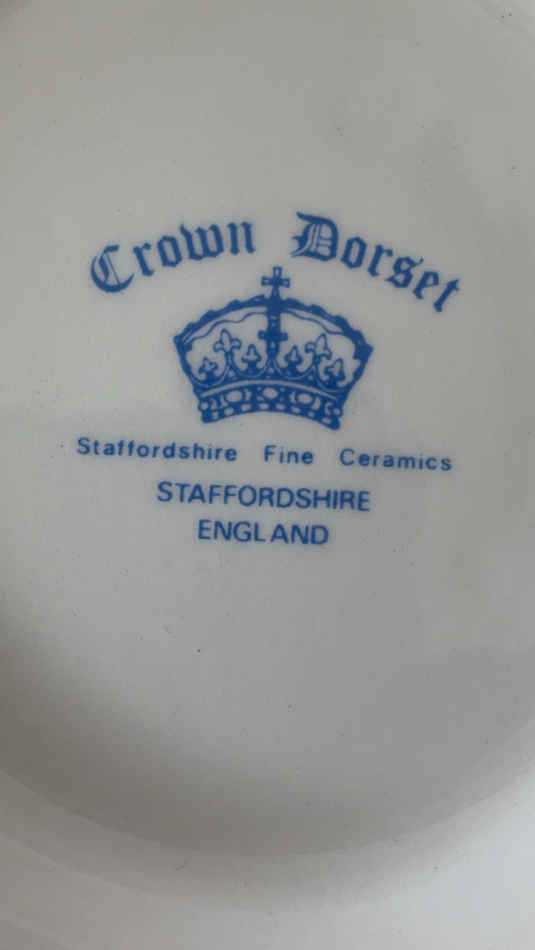 Crown Dorset
Staffordshire Fine Ceramics
STAFFORDSHIRE
ENGLAND